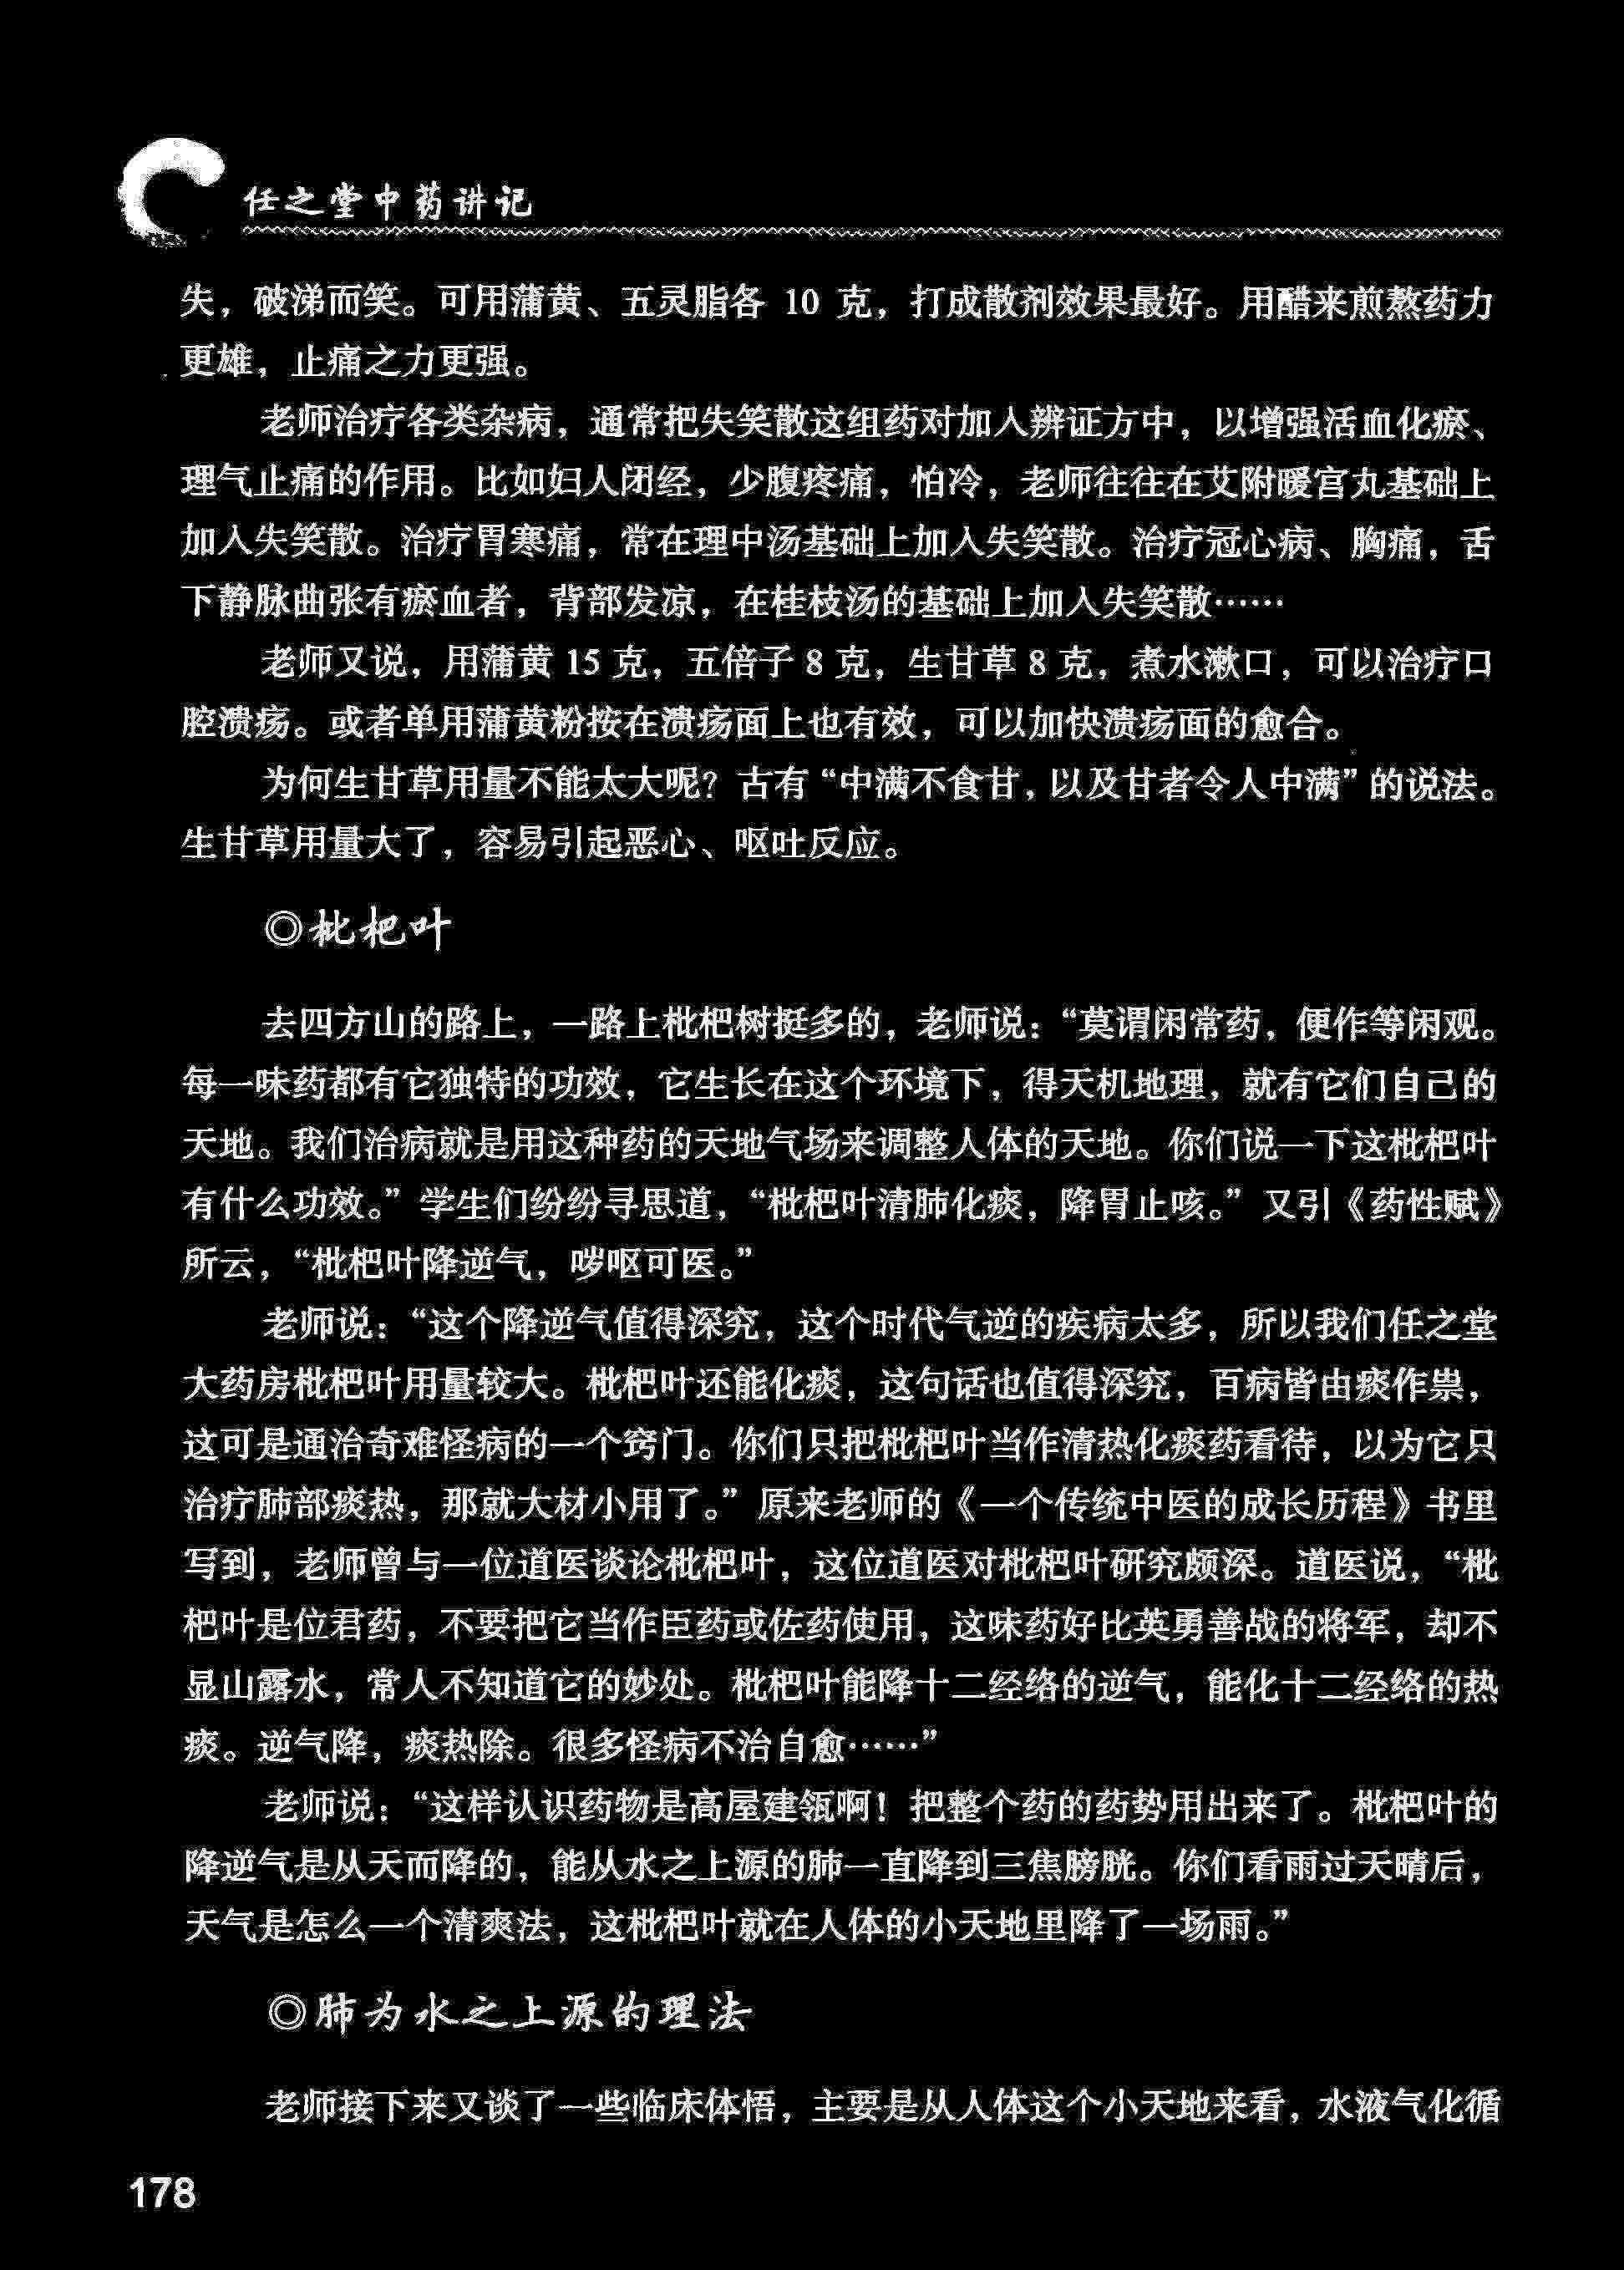 任之堂中药讲记
失，破涕而笑。可用蒲黄、五灵脂各 10 克，打成散剂效果最好。用醋来煎熬药力
更雄，止痛之力更强。
老师治疗各类杂病，通常把失笑散这组药对加入辨证方中，以增强活血化瘀、
理气止痛的作用。比如妇人闭经，少腹疼痛，怕冷，老师往往在艾附暖宫丸基础上
加入失笑散。治疗胃寒痛，常在理中汤基础上加入失笑散。治疗冠心病、胸痛，舌
下静脉曲张有瘀血者，背部发凉，在桂枝汤的基础上加入失笑散……
老师又说，用蒲黄 15 克，五倍子 8 克，生甘草 8 克，煮水漱口，可以治疗口
腔溃疡。或者单用蒲黄粉按在溃疡面上也有效，可以加快溃疡面的愈合。
为何生甘草用量不能太大呢？古有“中满不食甘，以及甘者令人中满”的说法。
生甘草用量大了，容易引起恶心、呕吐反应。
◎枇杷叶
去四方山的路上，一路上枇杷树挺多的，老师说：“莫谓闲常药，便作等闲观。
每一味药都有它独特的功效，它生长在这个环境下，得天机地理，就有它们自己的
天地。我们治病就是用这种药的天地气场来调整人体的天地。你们说一下这枇杷叶
有什么功效。”学生们纷纷寻思道，“枇杷叶清肺化痰，降胃止咳。”又引《药性赋》
所云，“枇杷叶降逆气，哕呕可医。”
老师说：“这个降逆气值得深究，这个时代气逆的疾病太多，所以我们任之堂
大药房枇杷叶用量较大。枇杷叶还能化痰，这句话也值得深究，百病皆由痰作祟，
这可是通治奇难怪病的一个窍门。你们只把枇杷叶当作清热化痰药看待，以为它只
治疗肺部痰热，那就大材小用了。”原来老师的《一个传统中医的成长历程》书里
写到，老师曾与一位道医谈论枇杷叶，这位道医对枇杷叶研究颇深。道医说，“枇
杷叶是位君药，不要把它当作臣药或佐药使用，这味药好比英勇善战的将军，却不
显山露水，常人不知道它的妙处。枇杷叶能降十二经络的逆气，能化十二经络的热
痰。逆气降，痰热除。很多怪病不治自愈……”
老师说：“这样认识药物是高屋建瓴啊！把整个药的药势用出来了。枇杷叶的
降逆气是从天而降的，能从水之上源的肺一直降到三焦膀胱。你们看雨过天晴后，
天气是怎么一个清爽法，这枇杷叶就在人体的小天地里降了一场雨。”
◎肺为水之上源的理法
老师接下来又谈了一些临床体悟，主要是从人体这个小天地来看，水液气化循
178